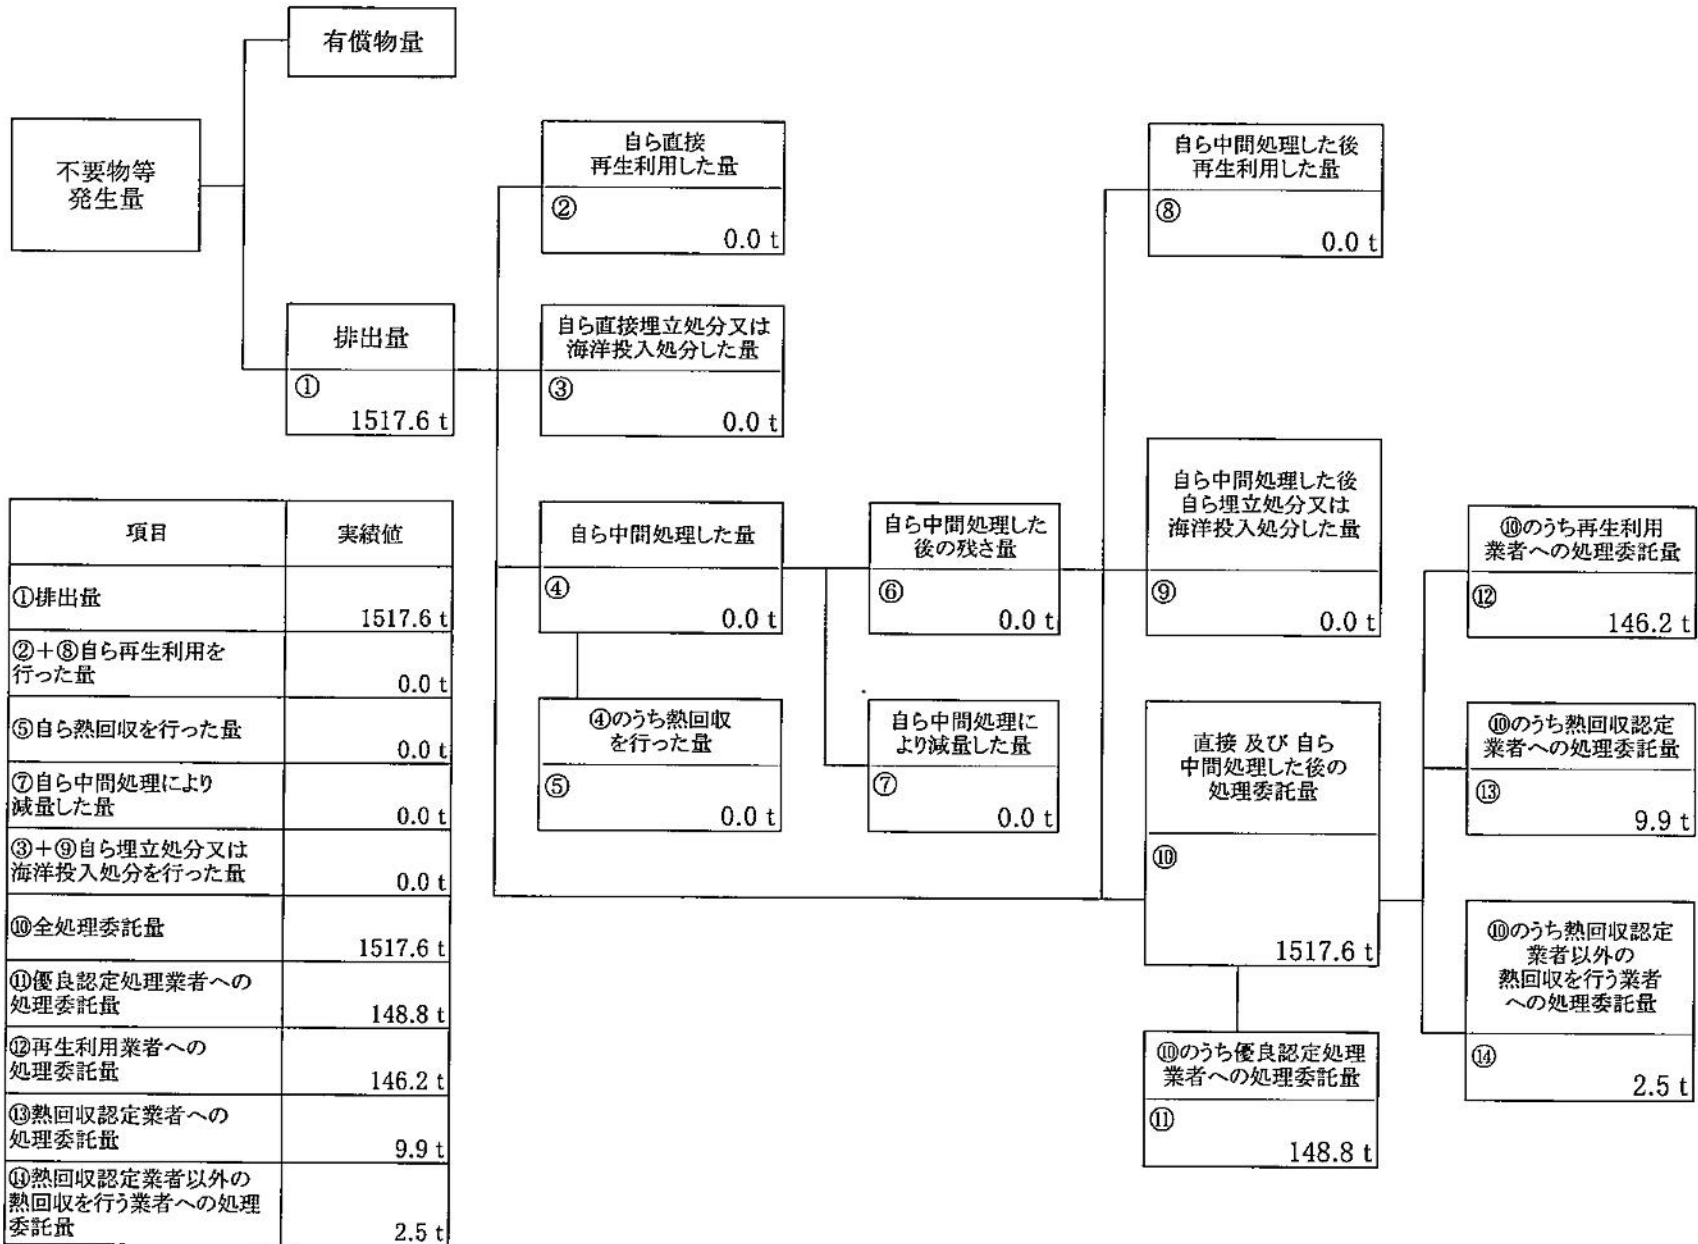 有償物量
不要物等
発生量
排出量
①
1517.6 t
自ら直接
再生利用した量
②
0.0 t
自ら直接埋立処分又は
海洋投入処分した量
③
0.0 t
自ら中間処理した量
④
0.0 t
④のうち熱回収
を行った量
⑤
0.0 t
自ら中間処理した
後の残さ量
⑥
0.0 t
自ら中間処理に
より減量した量
⑦
0.0 t
自ら中間処理した後
再生利用した量
⑧
0.0 t
自ら中間処理した後
自ら埋立処分又は
海洋投入処分した量
⑨
0.0 t
直接 及び 自ら
中間処理した後の
処理委託量
⑩
1517.6 t
⑩のうち優良認定処理
業者への処理委託量
⑪
148.8 t
⑩のうち再生利用
業者への処理委託量
⑫
146.2 t
⑩のうち熱回収認定
業者への処理委託量
⑬
9.9 t
⑩のうち熱回収認定
業者以外の
熱回収を行う業者
への処理委託量
⑭
2.5 t
項目 実績値
①排出量
1517.6 t
②+⑧自ら再生利用を
行った量
0.0 t
⑤自ら熱回収を行った量
0.0 t
⑦自ら中間処理により
減量した量
0.0 t
③+⑨自ら埋立処分又は
海洋投入処分を行った量
0.0 t
⑩全処理委託量
1517.6 t
⑪優良認定処理業者への
処理委託量
148.8 t
⑫再生利用業者への
処理委託量
146.2 t
⑬熱回収認定業者への
処理委託量
9.9 t
⑭熱回収認定業者以外の
熱回収を行う業者への処理
委託量
2.5 t